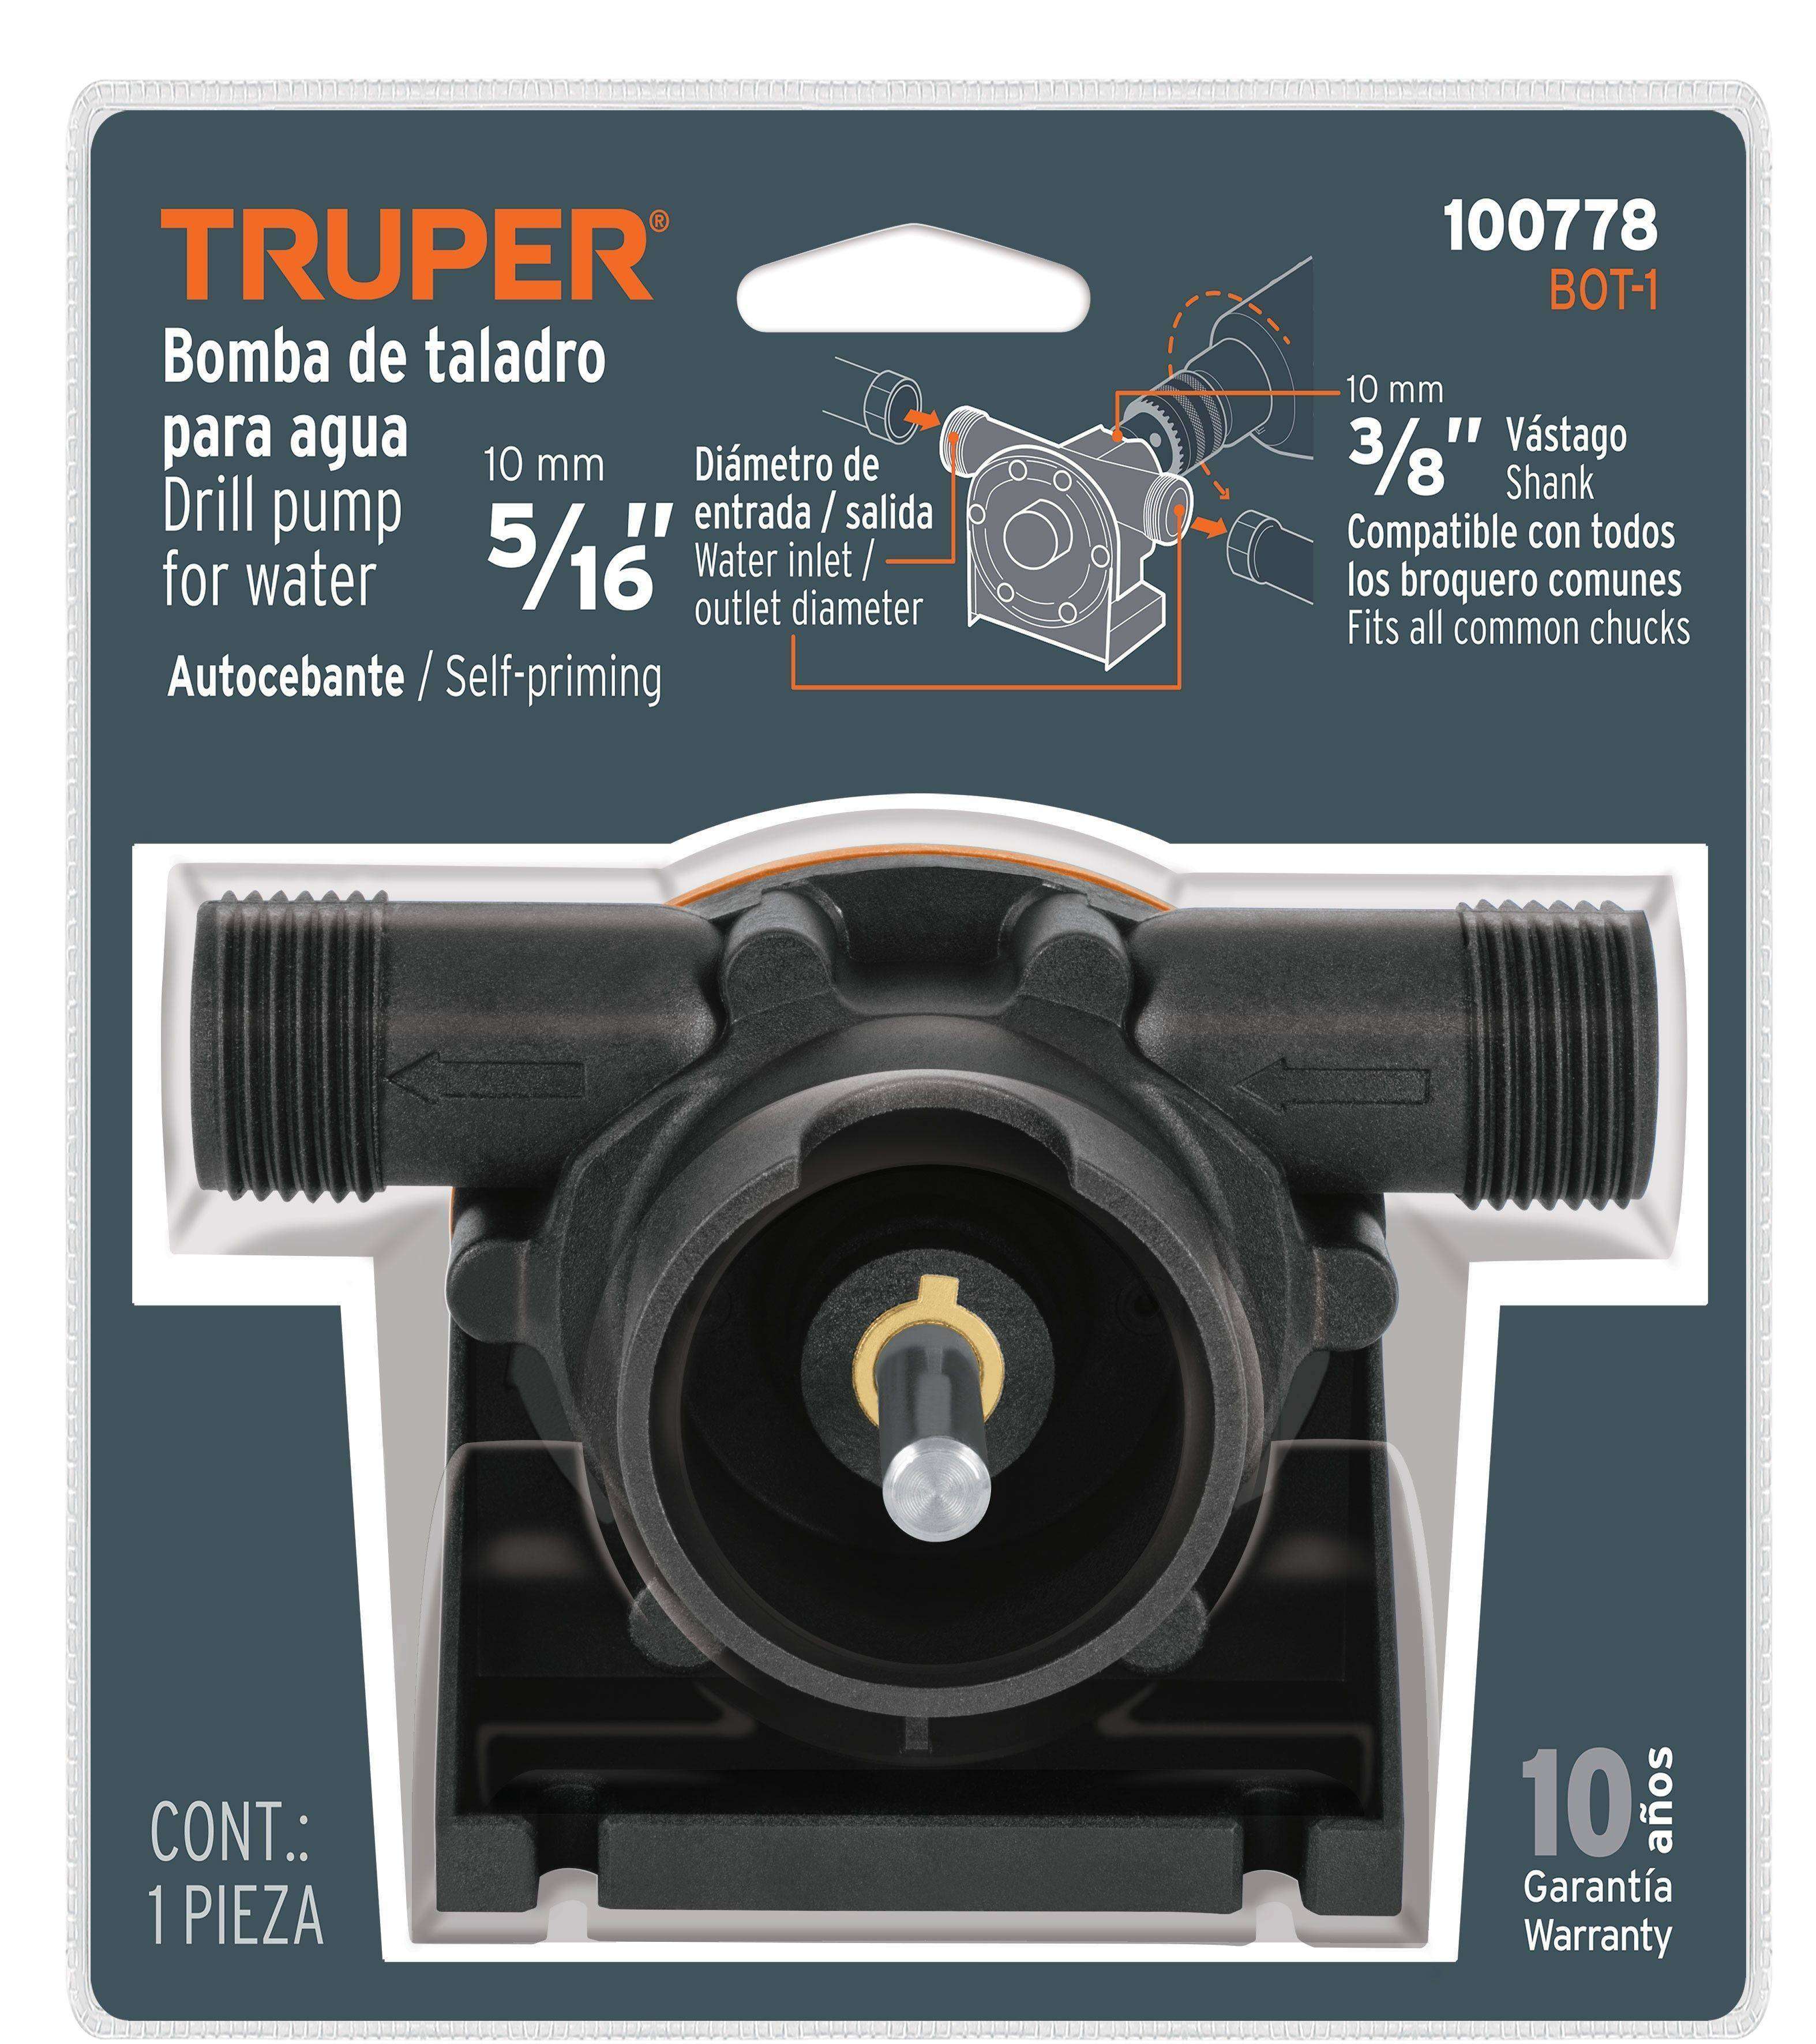 TRUPER®
Bomba de taladro
para agua
Drill pump
for water
10 mm
5/16"
Diámetro de
entrada / salida
Water inlet /
outlet diameter
Autocebante / Self-priming
100778
BOT-1
10 mm
3/8" Vástago
Shank
Compatible con todos
los broquero comunes
Fits all common chucks
CONT.:
1 PIEZA
10 años
Garantía
Warranty